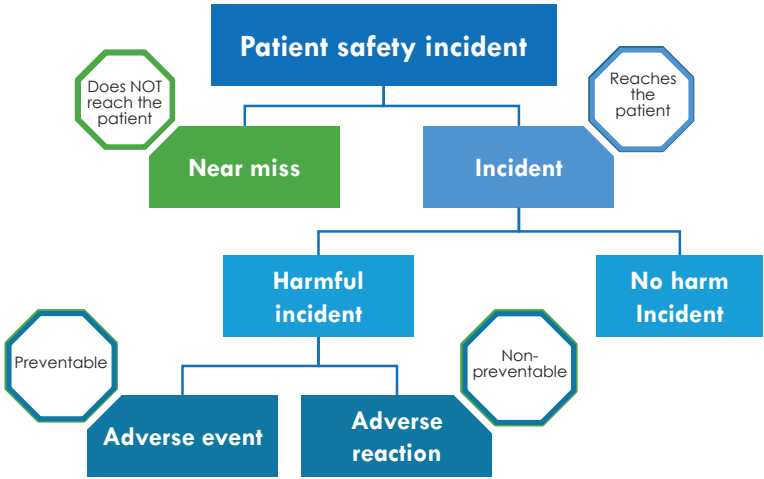 Patient safety incident
Does NOT
reach the
patient
Reaches
the
patient
Near miss
Incident
Harmful
incident
No harm
Incident
Preventable
Non-
preventable
Adverse event
Adverse
reaction